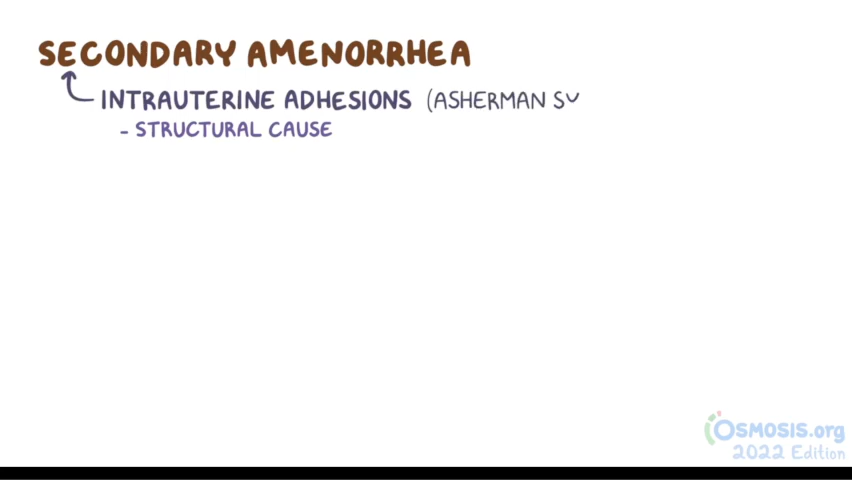 SECONDARY AMENORRHEA
INTRAUTERINE ADHESIONS (ASHERMAN
- STRUCTURAL CAUSE
OSMOSIS.org
2022 Edition